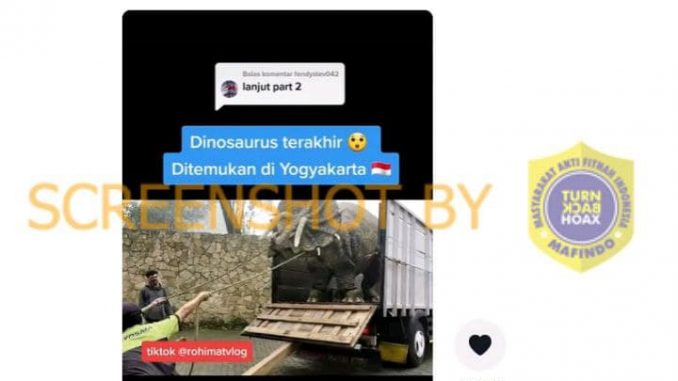 Balas komentar fendystev042
lanjut part 2
Dinosaurus terakhir 😲
Ditemukan di Yogyakarta 🇮🇩
SCREENSHOT BY
MASYARAKAT ANTI FITNAH INDONESIA
TURN
BACK
HOAX
MAFINDO
tiktok @rohimatvlog